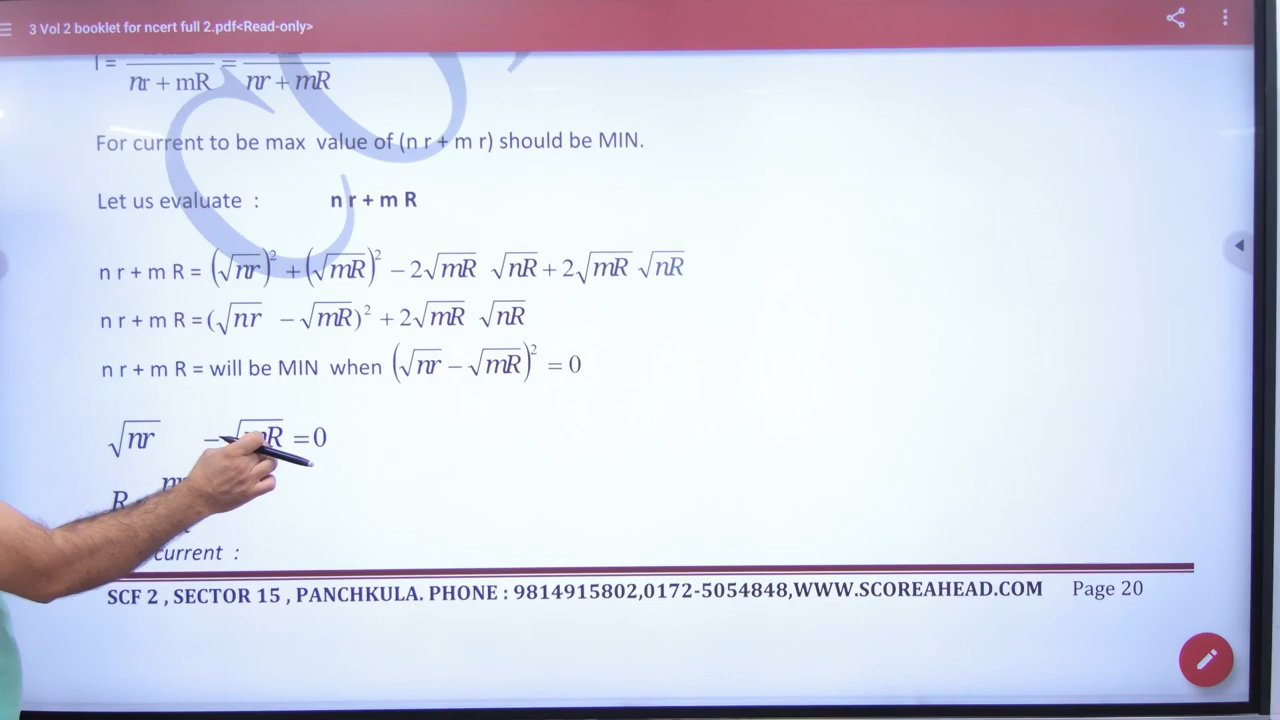 3 Vol 2 booklet for ncert full 2.pdf<Read-only>
I = ───── = ─────
nr + mR nr + mR
For current to be max value of (n r + m r) should be MIN.
Let us evaluate : n r + m R
n r + m R = (√nr)² + (√mR)² − 2√mR √nR + 2√mR √nR
n r + m R = (√nr − √mR)² + 2√mR √nR
n r + m R = will be MIN when (√nr − √mR)² = 0
√nr − √mR = 0
R
current :
SCF 2 , SECTOR 15 , PANCHKULA. PHONE : 9814915802,0172-5054848,WWW.SCOREAHEAD.COM Page 20